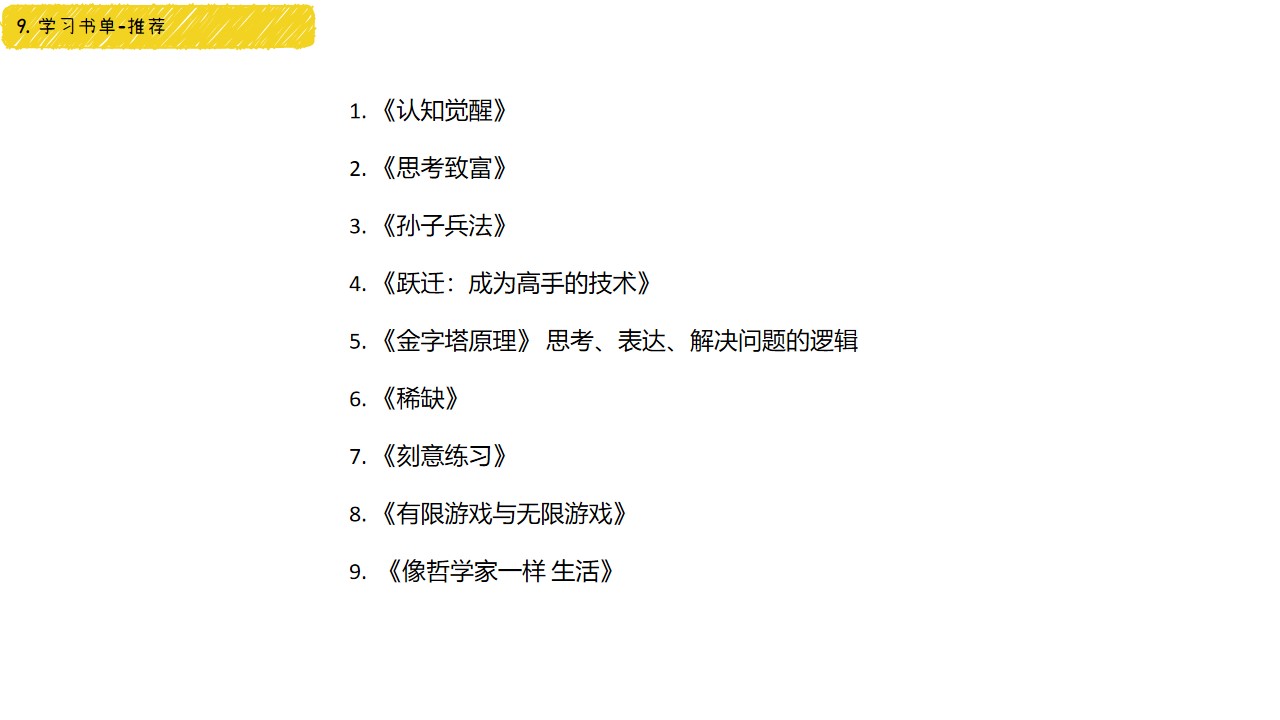 9. 学习书单-推荐
1. 《认知觉醒》
2. 《思考致富》
3. 《孙子兵法》
4. 《跃迁：成为高手的技术》
5. 《金字塔原理》 思考、表达、解决问题的逻辑
6. 《稀缺》
7. 《刻意练习》
8. 《有限游戏与无限游戏》
9. 《像哲学家一样 生活》